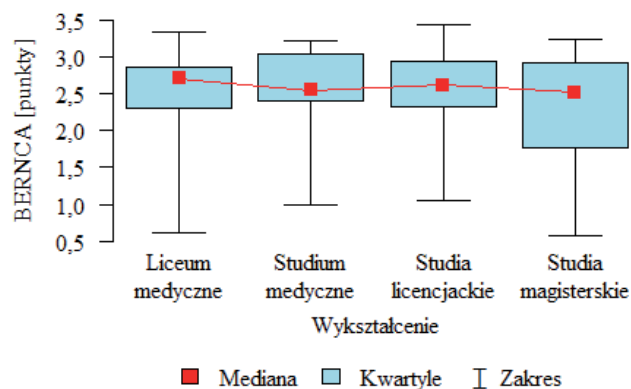 BERNCA [punkty]
3,5
3,0
2,5
2,0
1,5
1,0
0,5
Liceum
medyczne
Studium
medyczne
Studia
licencjackie
Studia
magisterskie
Wykształcenie
Mediana
Kwartyle
Zakres